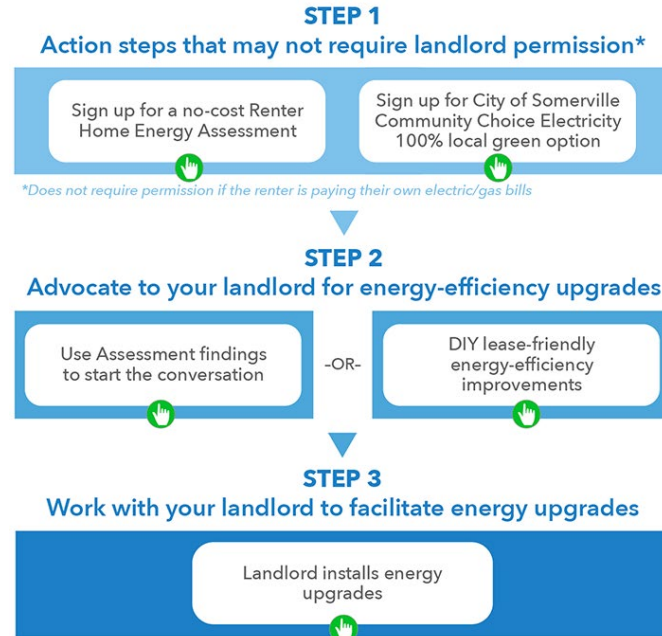 STEP 1
Action steps that may not require landlord permission*
Sign up for a no-cost Renter
Home Energy Assessment
Sign up for City of Somerville
Community Choice Electricity
100% local green option
*Does not require permission if the renter is paying their own electric/gas bills
STEP 2
Advocate to your landlord for energy-efficiency upgrades
Use Assessment findings
to start the conversation
–OR–
DIY lease-friendly
energy-efficiency
improvements
STEP 3
Work with your landlord to facilitate energy upgrades
Landlord installs energy
upgrades